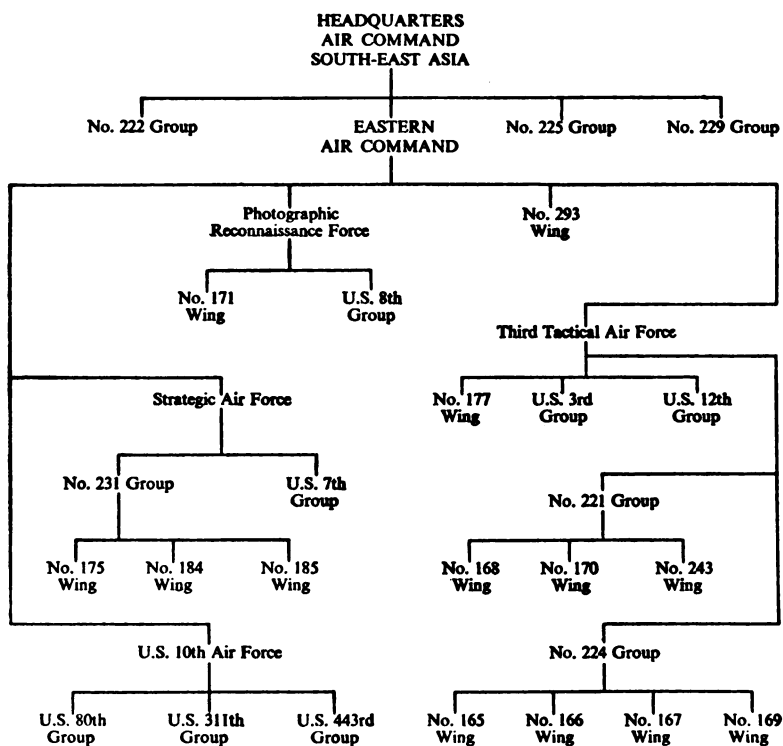 HEADQUARTERS
AIR COMMAND
SOUTH-EAST ASIA
No. 222 Group
EASTERN
AIR COMMAND
No. 225 Group
No. 229 Group
Photographic
Reconnaissance Force
No. 293
Wing
No. 171
Wing
U.S. 8th
Group
Third Tactical Air Force
Strategic Air Force
No. 177
Wing
U.S. 3rd
Group
U.S. 12th
Group
No. 231 Group
U.S. 7th
Group
No. 221 Group
No. 175
Wing
No. 184
Wing
No. 185
Wing
No. 168
Wing
No. 170
Wing
No. 243
Wing
U.S. 10th Air Force
No. 224 Group
U.S. 80th
Group
U.S. 311th
Group
U.S. 443rd
Group
No. 165
Wing
No. 166
Wing
No. 167
Wing
No. 169
Wing